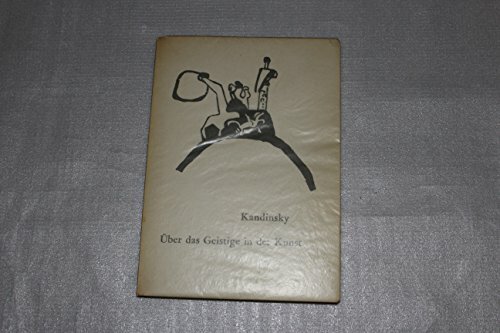 Kandinsky
Über das Geistige in der Kunst